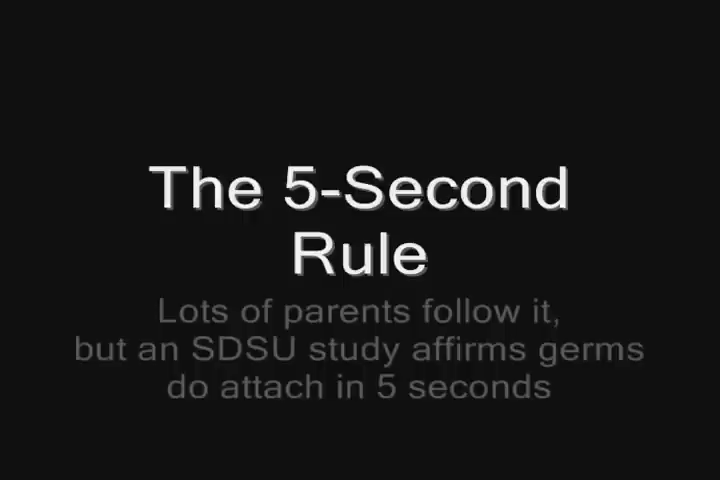 The 5-Second
Rule
Lots of parents follow it,
but an SDSU study affirms germs
do attach in 5 seconds